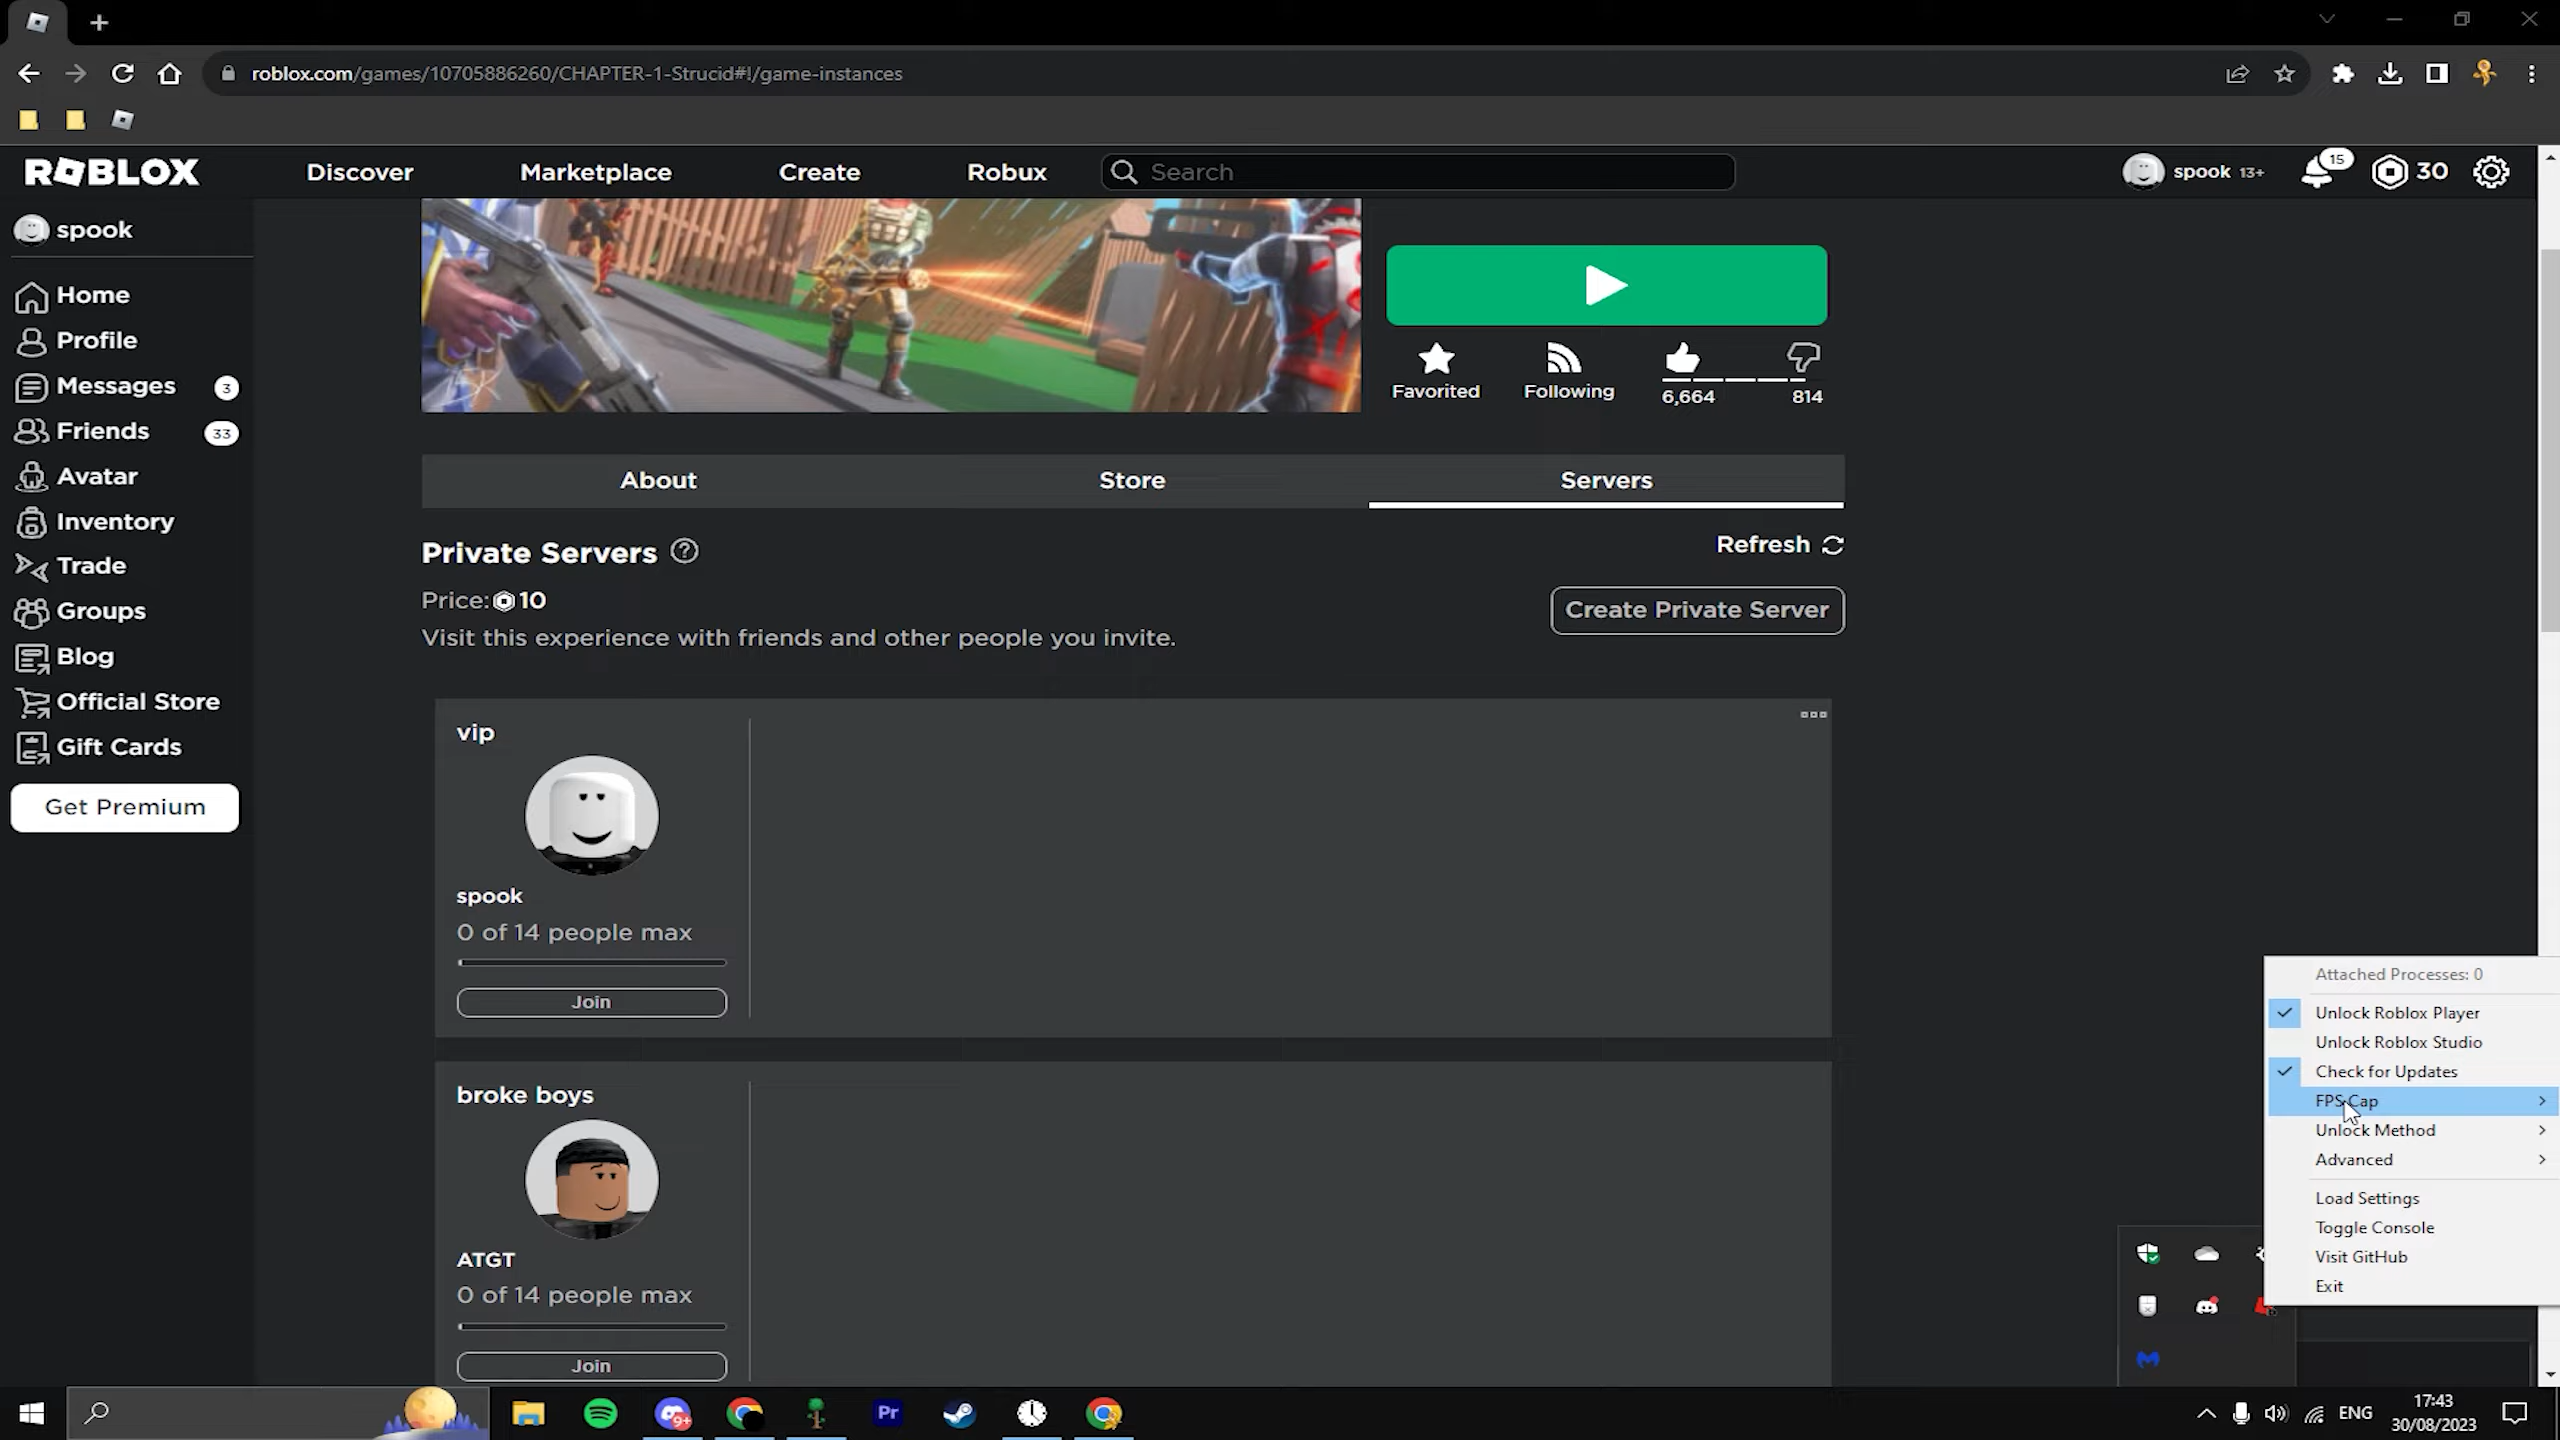 roblox.com/games/10705886260/CHAPTER-1-Strucid#!/game-instances
ROBLOX
Discover
Marketplace
Create
Robux
Search
spook 13+
15
30
spook
Home
Profile
Messages 3
Friends 33
Avatar
Inventory
Trade
Groups
Blog
Official Store
Gift Cards
Get Premium
Favorited
Following
6,664
814
About
Store
Servers
Private Servers
Refresh
Price: 10
Create Private Server
Visit this experience with friends and other people you invite.
vip
spook
0 of 14 people max
Join
broke boys
ATGT
0 of 14 people max
Join
Attached Processes: 0
Unlock Roblox Player
Unlock Roblox Studio
Check for Updates
FPS Cap
Unlock Method
Advanced
Load Settings
Toggle Console
Visit GitHub
Exit
9+
Pr
ENG
17:43
30/08/2023